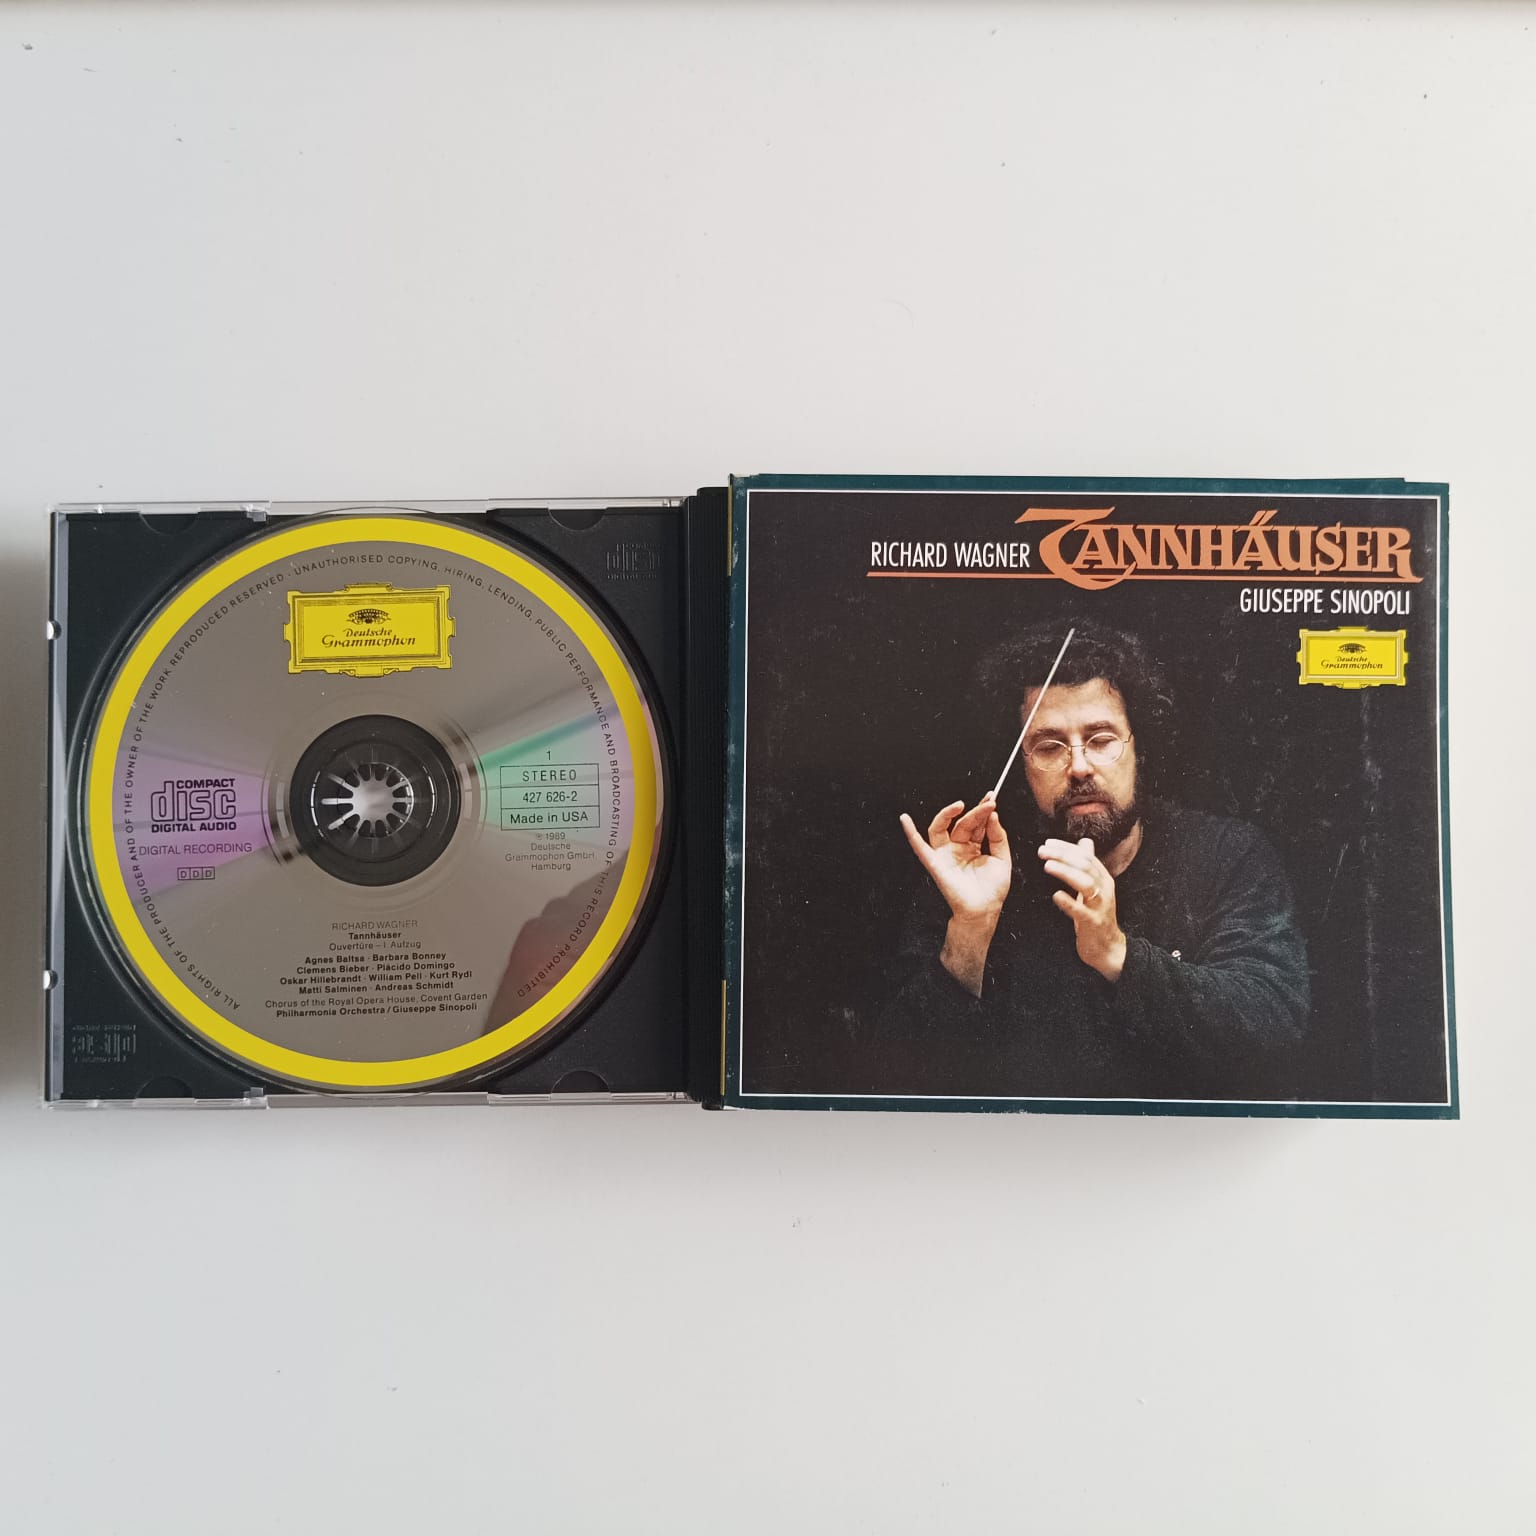 ALL RIGHTS OF THE PRODUCER AND OF THE OWNER OF THE WORK REPRODUCED RESERVED · UNAUTHORISED COPYING, HIRING, LENDING, PUBLIC PERFORMANCE AND BROADCASTING OF THIS RECORD PROHIBITED
Deutsche
Grammophon
COMPACT
disc
DIGITAL AUDIO
DIGITAL RECORDING
DDD
1
STEREO
427 626-2
Made in USA
℗ 1989
Deutsche
Grammophon GmbH
Hamburg
RICHARD WAGNER
Tannhäuser
Ouvertüre – I. Aufzug
Agnes Baltsa · Barbara Bonney
Clemens Bieber · Plácido Domingo
Oskar Hillebrandt · William Pell · Kurt Rydl
Matti Salminen · Andreas Schmidt
Chorus of the Royal Opera House, Covent Garden
Philharmonia Orchestra / Giuseppe Sinopoli
disc
disc
RICHARD WAGNER TANNHÄUSER
GIUSEPPE SINOPOLI
Deutsche
Grammophon